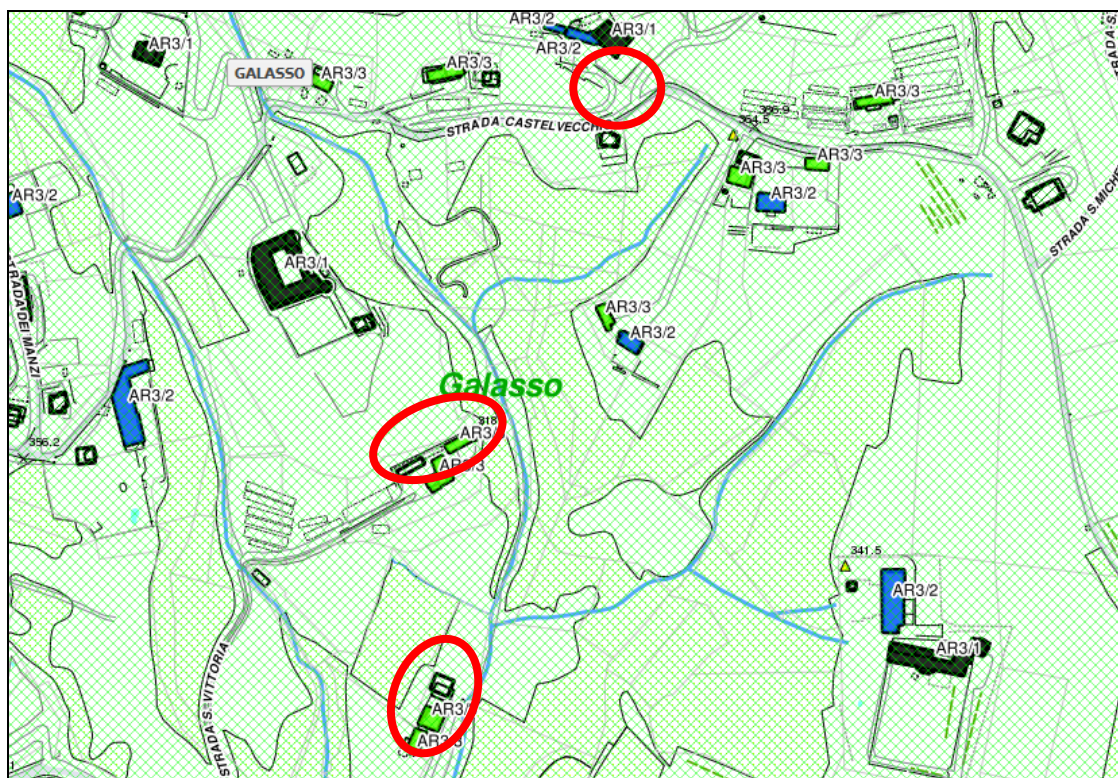 AR3/2
AR3/1
STRADA S.
AR3/1
AR3/2
GALASSO
AR3/3
AR3/3
AR3/3
366.9
364.5
STRADA CASTELVECCHI
AR3/3
AR3/3
AR3/2
AR3/2
STRADA S.MICHE
AR3/1
STRADA DEI MANZI
AR3/3
AR3/2
Galasso
AR3/2
318
AR3/
356.2
AR3/3
341.5
AR3/2
AR3/1
STRADA S.VITTORIA
AR3/
AR3/3